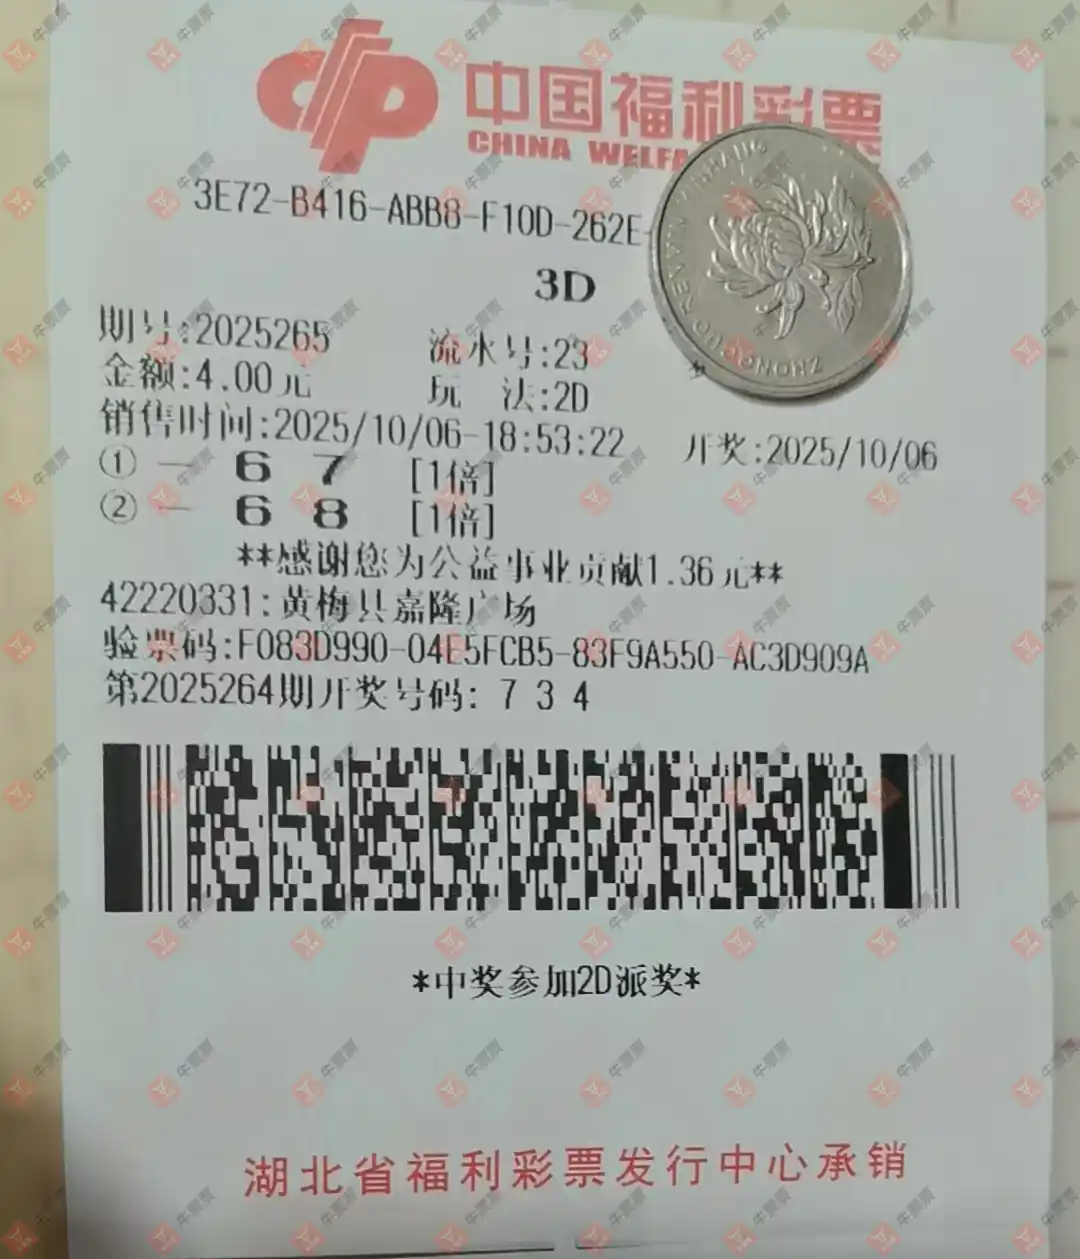 中国福利彩票
CHINA WELFA
3E72-B416-ABB8-F10D-262E-
3D
期号:2025265 流水号:23
金额:4.00元 玩 法:2D
销售时间:2025/10/06-18:53:22 开奖:2025/10/06
① — 6 7 [1倍]
② — 6 8 [1倍]
**感谢您为公益事业贡献1.36元**
42220331:黄梅县嘉隆广场
验票码:F083D990-04E5FCB5-83F9A550-AC3D909A
第2025264期开奖号码: 7 3 4
*中奖参加2D派奖*
湖北省福利彩票发行中心承销
牛票票